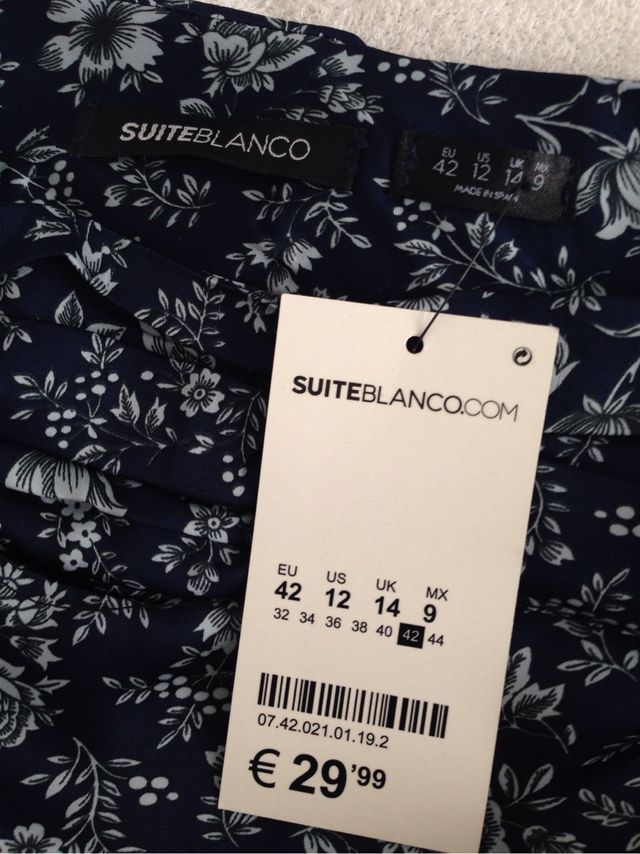 SUITEBLANCO
EU US UK MX
42 12 14 9
MADE IN SPAIN
SUITEBLANCO.COM
EU US UK MX
42 12 14 9
32 34 36 38 40 42 44
07.42.021.01.19.2
€ 29'99